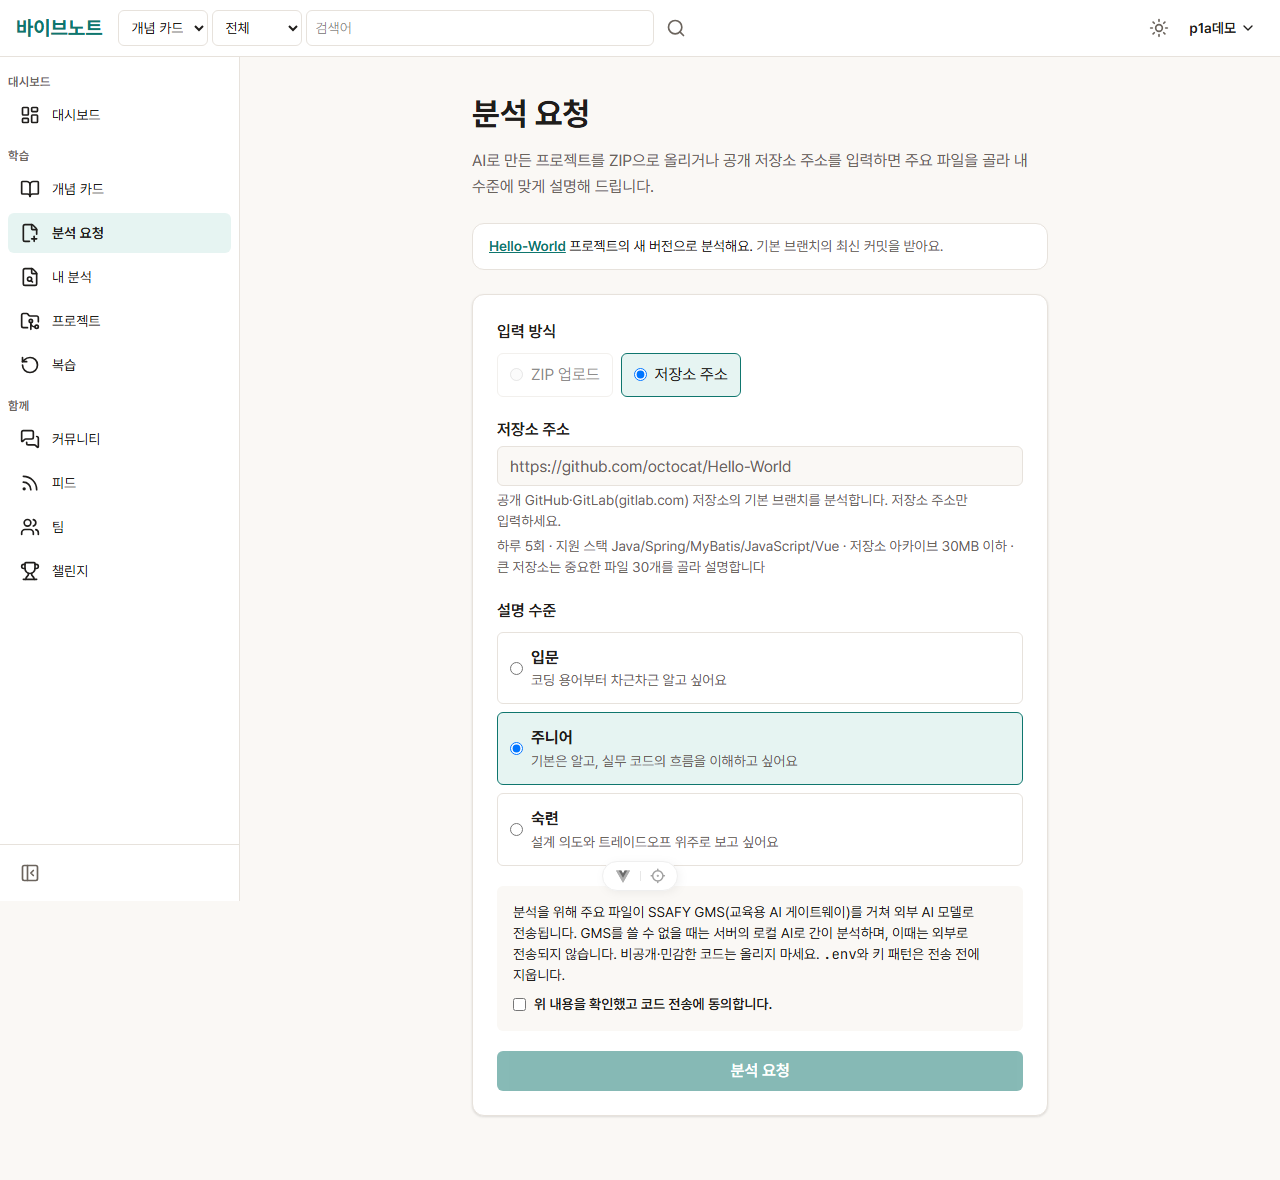 바이브노트
개념 카드
전체
검색어
p1a데모
대시보드
대시보드
학습
개념 카드
분석 요청
내 분석
프로젝트
복습
함께
커뮤니티
피드
팀
챌린지
분석 요청
AI로 만든 프로젝트를 ZIP으로 올리거나 공개 저장소 주소를 입력하면 주요 파일을 골라 내
수준에 맞게 설명해 드립니다.
Hello-World 프로젝트의 새 버전으로 분석해요. 기본 브랜치의 최신 커밋을 받아요.
입력 방식
ZIP 업로드
저장소 주소
저장소 주소
https://github.com/octocat/Hello-World
공개 GitHub·GitLab(gitlab.com) 저장소의 기본 브랜치를 분석합니다. 저장소 주소만
입력하세요.
하루 5회 · 지원 스택 Java/Spring/MyBatis/JavaScript/Vue · 저장소 아카이브 30MB 이하 ·
큰 저장소는 중요한 파일 30개를 골라 설명합니다
설명 수준
입문
코딩 용어부터 차근차근 알고 싶어요
주니어
기본은 알고, 실무 코드의 흐름을 이해하고 싶어요
숙련
설계 의도와 트레이드오프 위주로 보고 싶어요
분석을 위해 주요 파일이 SSAFY GMS(교육용 AI 게이트웨이)를 거쳐 외부 AI 모델로
전송됩니다. GMS를 쓸 수 없을 때는 서버의 로컬 AI로 간이 분석하며, 이때는 외부로
전송되지 않습니다. 비공개·민감한 코드는 올리지 마세요. .env와 키 패턴은 전송 전에
지웁니다.
위 내용을 확인했고 코드 전송에 동의합니다.
분석 요청